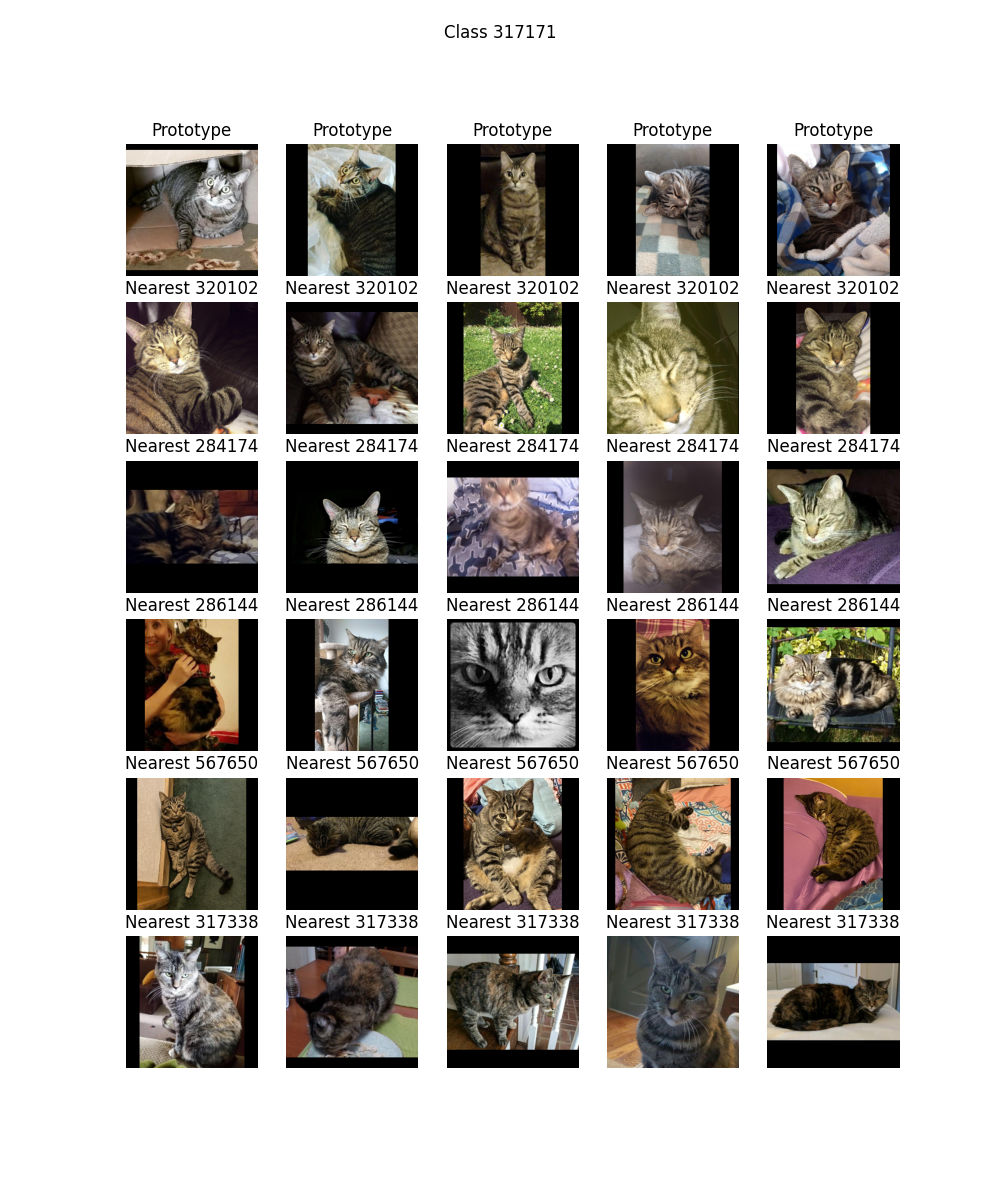 Class 317171
Prototype Prototype Prototype Prototype Prototype
Nearest 320102 Nearest 320102 Nearest 320102 Nearest 320102 Nearest 320102
Nearest 284174 Nearest 284174 Nearest 284174 Nearest 284174 Nearest 284174
Nearest 286144 Nearest 286144 Nearest 286144 Nearest 286144 Nearest 286144
Nearest 567650 Nearest 567650 Nearest 567650 Nearest 567650 Nearest 567650
Nearest 317338 Nearest 317338 Nearest 317338 Nearest 317338 Nearest 317338